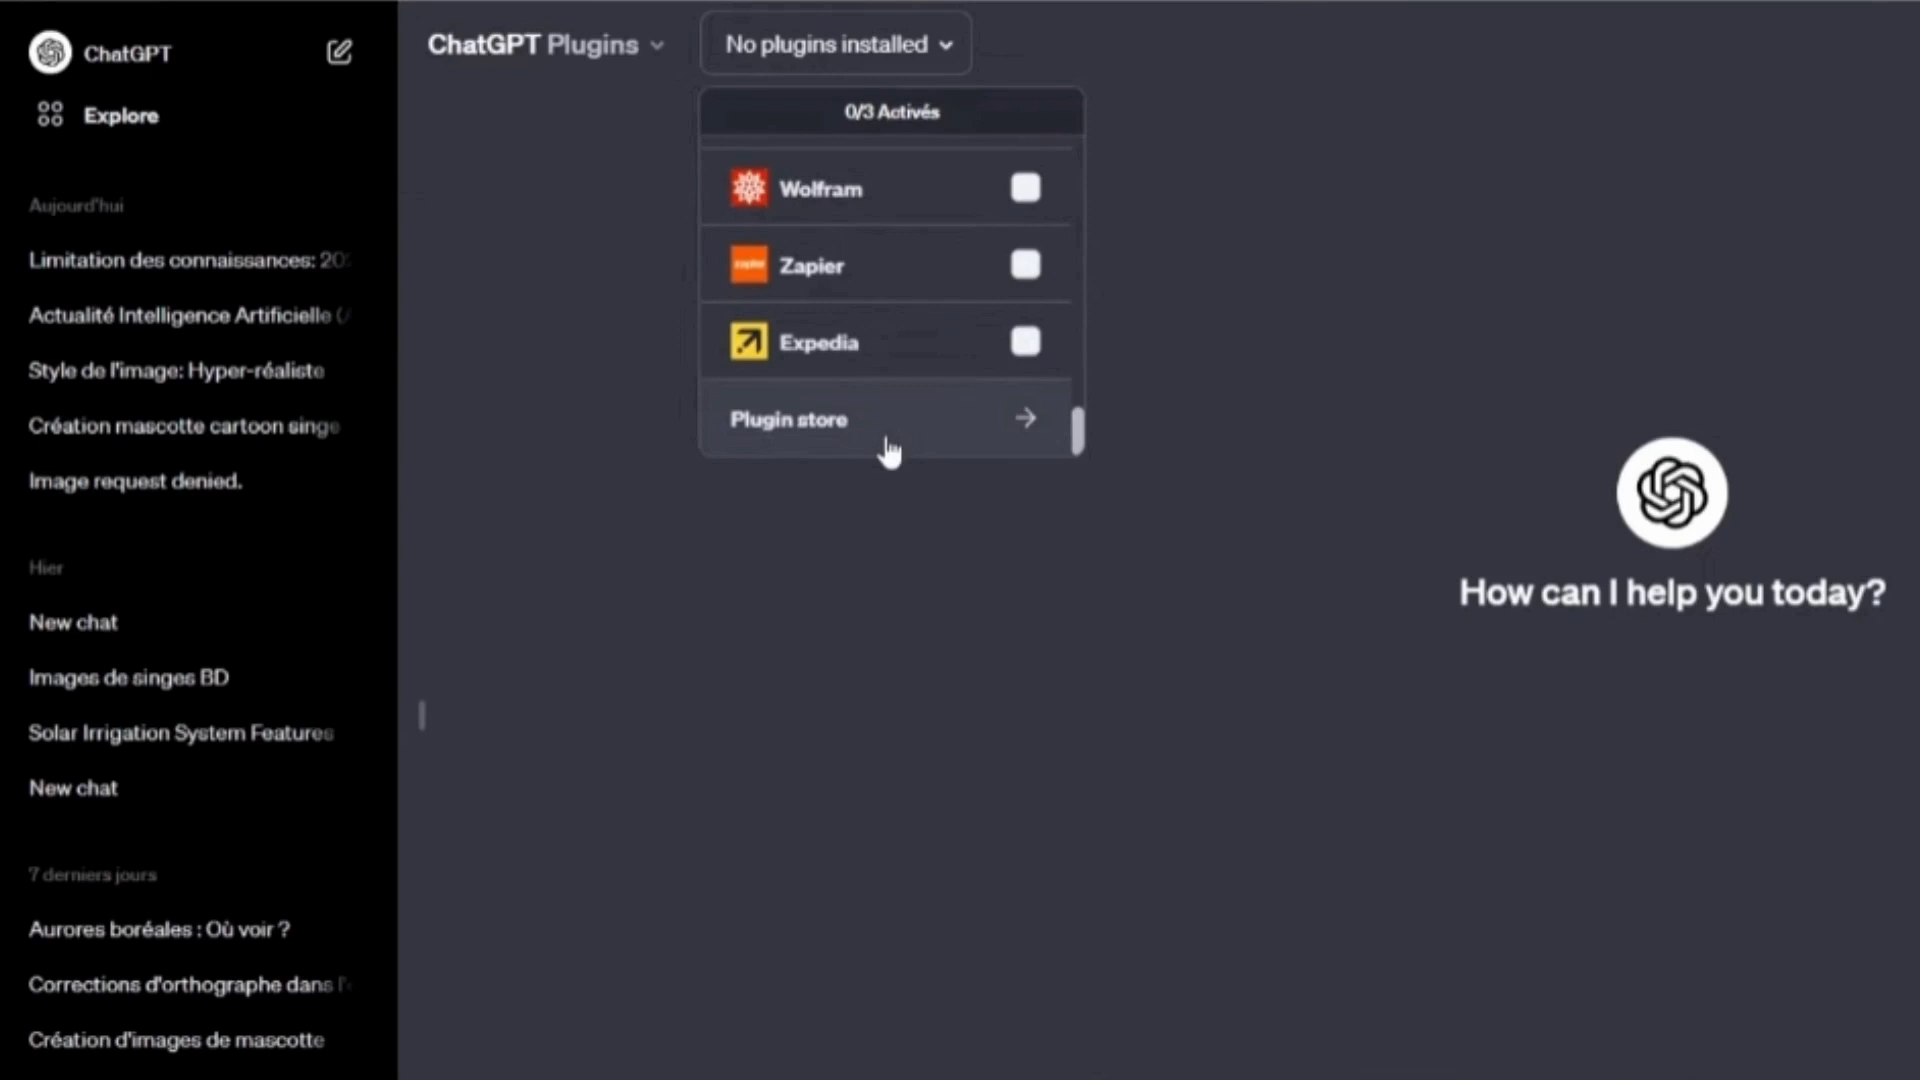 ChatGPT
Explore
Aujourd'hui
Limitation des connaissances: 20
Actualité Intelligence Artificielle (
Style de l'image: Hyper-réaliste
Création mascotte cartoon singe
Image request denied.
Hier
New chat
Images de singes BD
Solar Irrigation System Features
New chat
7 derniers jours
Aurores boréales : Où voir ?
Corrections d'orthographe dans l'
Création d'images de mascotte
ChatGPT Plugins
No plugins installed
0/3 Activés
Wolfram
zapier
Zapier
Expedia
Plugin store
How can I help you today?